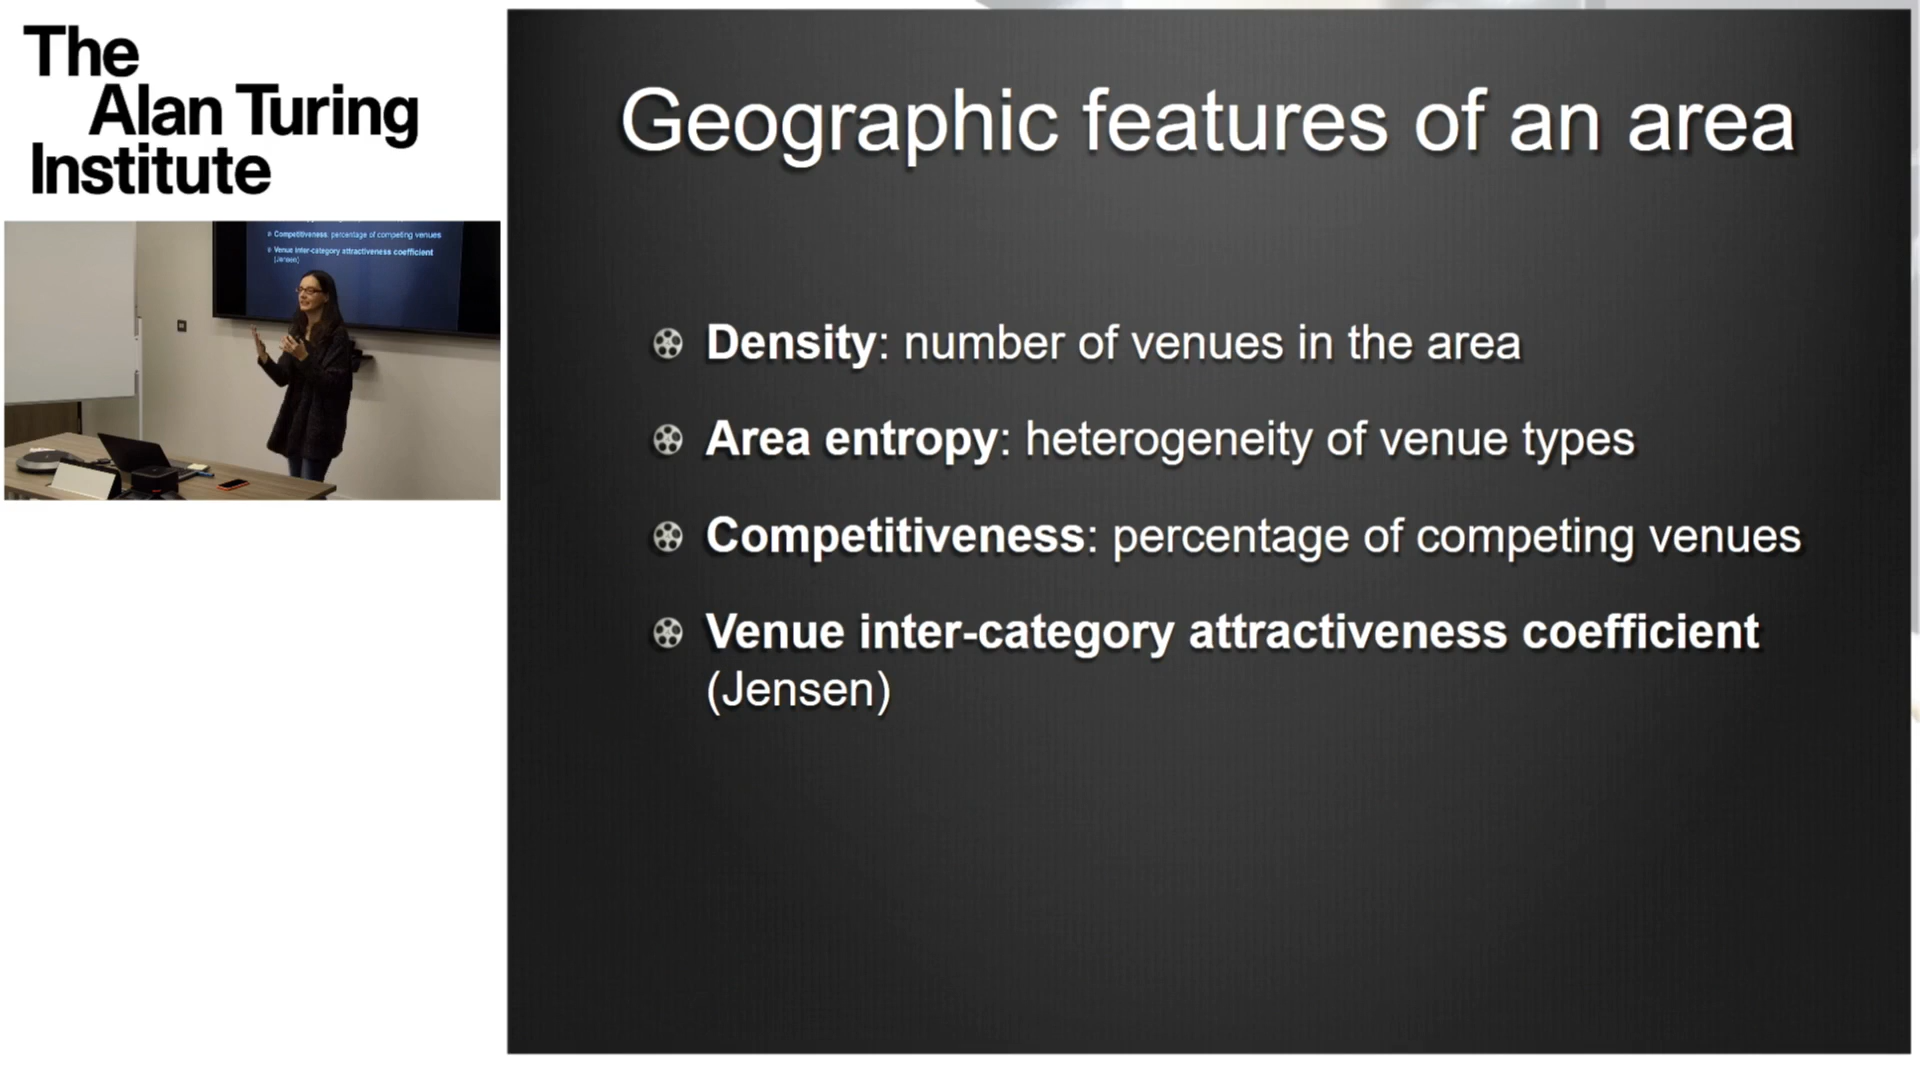 The
Alan Turing
Institute
Competitiveness: percentage of competing venues
Venue inter-category attractiveness coefficient
(Jensen)
Geographic features of an area
Density: number of venues in the area
Area entropy: heterogeneity of venue types
Competitiveness: percentage of competing venues
Venue inter-category attractiveness coefficient
(Jensen)